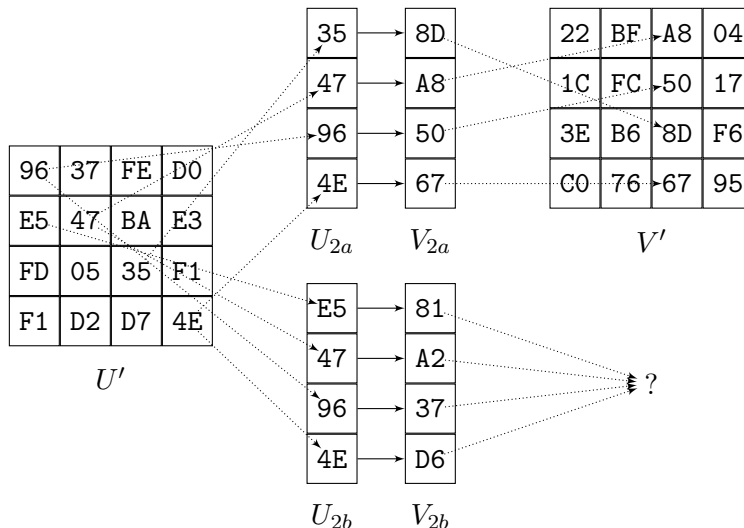 35 8D 22 BF A8 04
47 A8 1C FC 50 17
96 50 3E B6 8D F6
4E 67 C0 76 67 95
U₂ₐ V₂ₐ V′
96 37 FE D0
E5 47 BA E3
FD 05 35 F1
F1 D2 D7 4E
U′
E5 81
47 A2
96 37
4E D6
?
U₂b V₂b